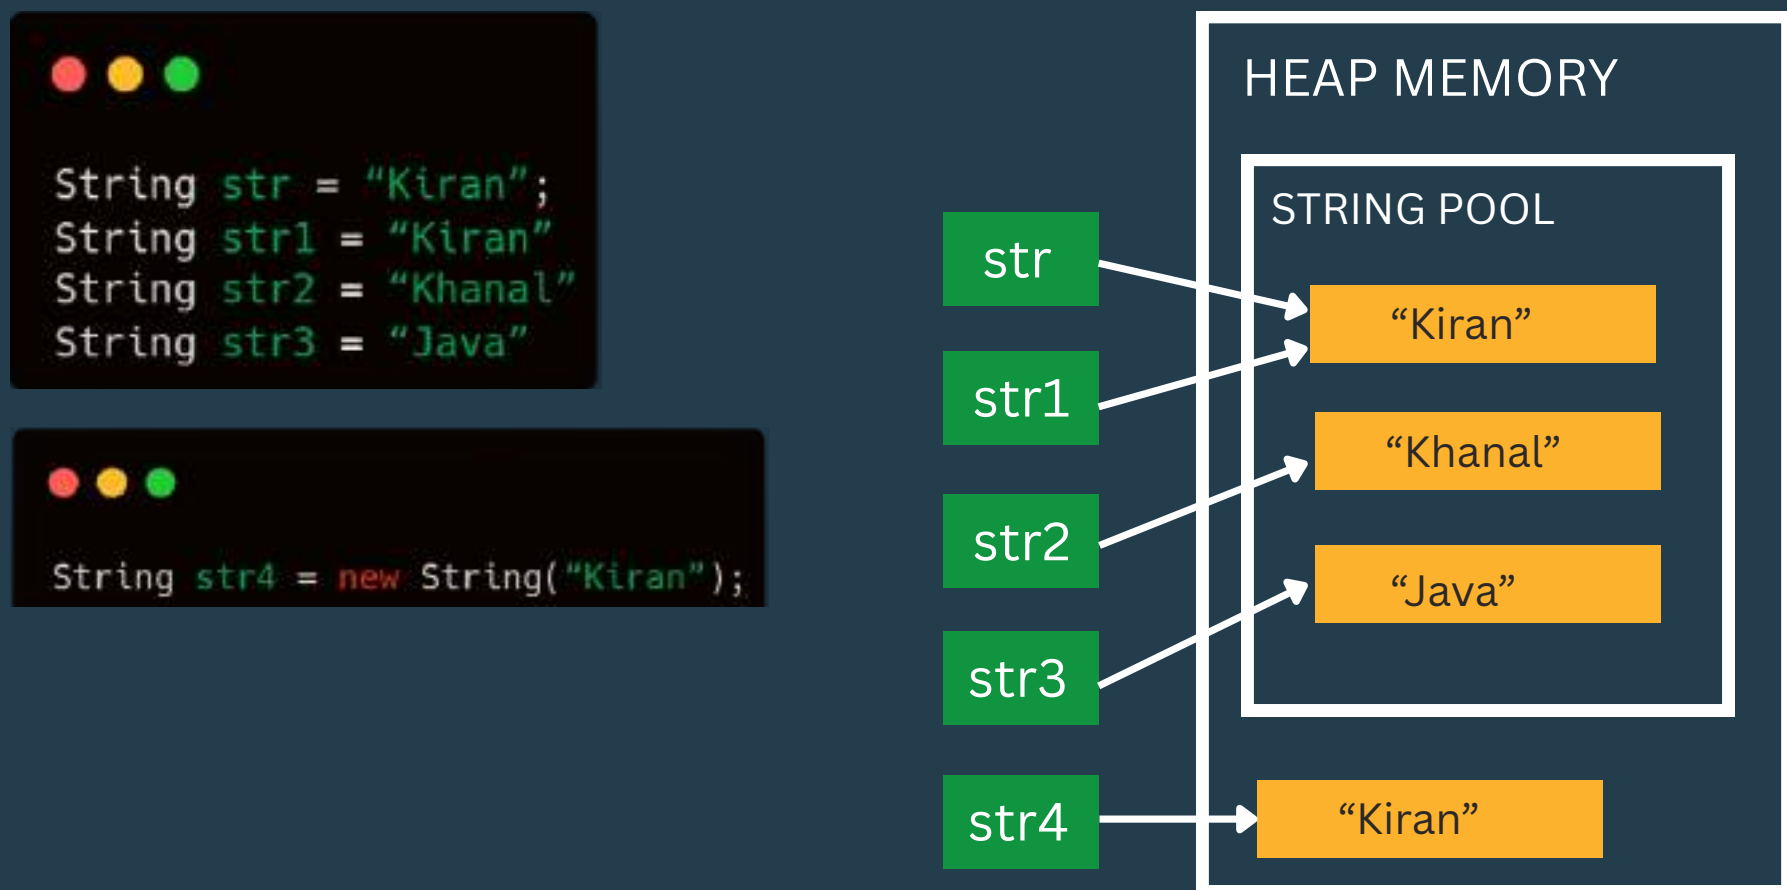 String str = “Kiran”;
String str1 = “Kiran”
String str2 = “Khanal”
String str3 = “Java”
String str4 = new String(“Kiran”);
HEAP MEMORY
STRING POOL
str
“Kiran”
str1
“Khanal”
str2
“Java”
str3
str4
“Kiran”